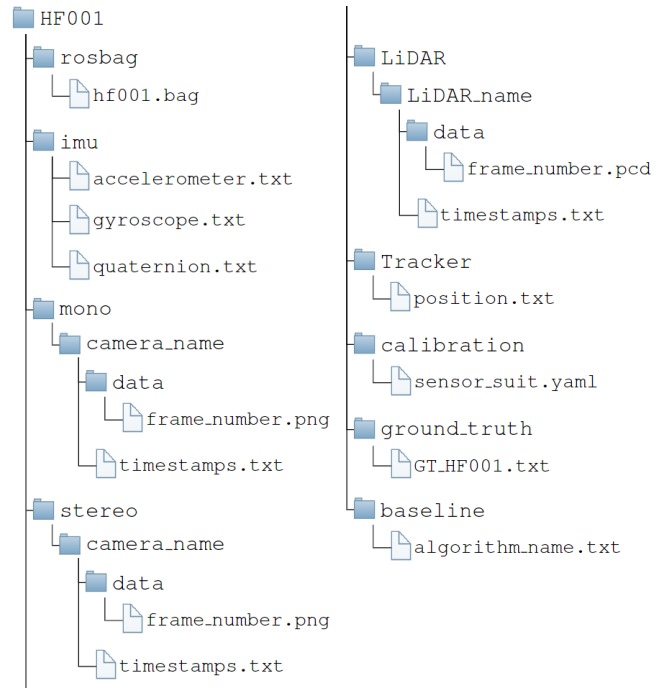 HF001
rosbag
hf001.bag
imu
accelerometer.txt
gyroscope.txt
quaternion.txt
mono
camera_name
data
frame_number.png
timestamps.txt
stereo
camera_name
data
frame_number.png
timestamps.txt
LiDAR
LiDAR_name
data
frame_number.pcd
timestamps.txt
Tracker
position.txt
calibration
sensor_suit.yaml
ground_truth
GT_HF001.txt
baseline
algorithm_name.txt